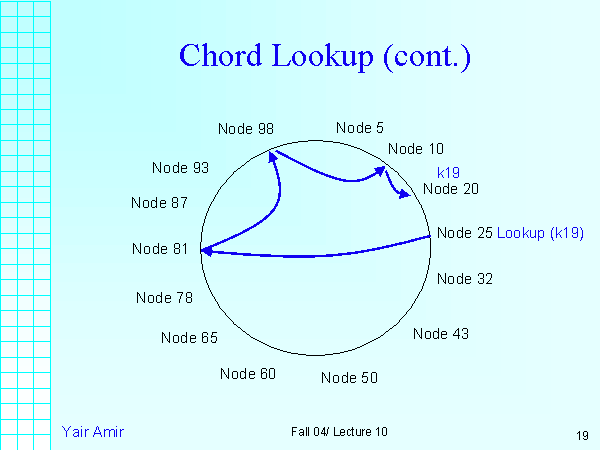 Chord Lookup (cont.)
Node 98
Node 5
Node 10
Node 93
k19
Node 20
Node 87
Node 81
Node 25 Lookup (k19)
Node 32
Node 78
Node 65
Node 43
Node 60
Node 50
Yair Amir
Fall 04/ Lecture 10
19